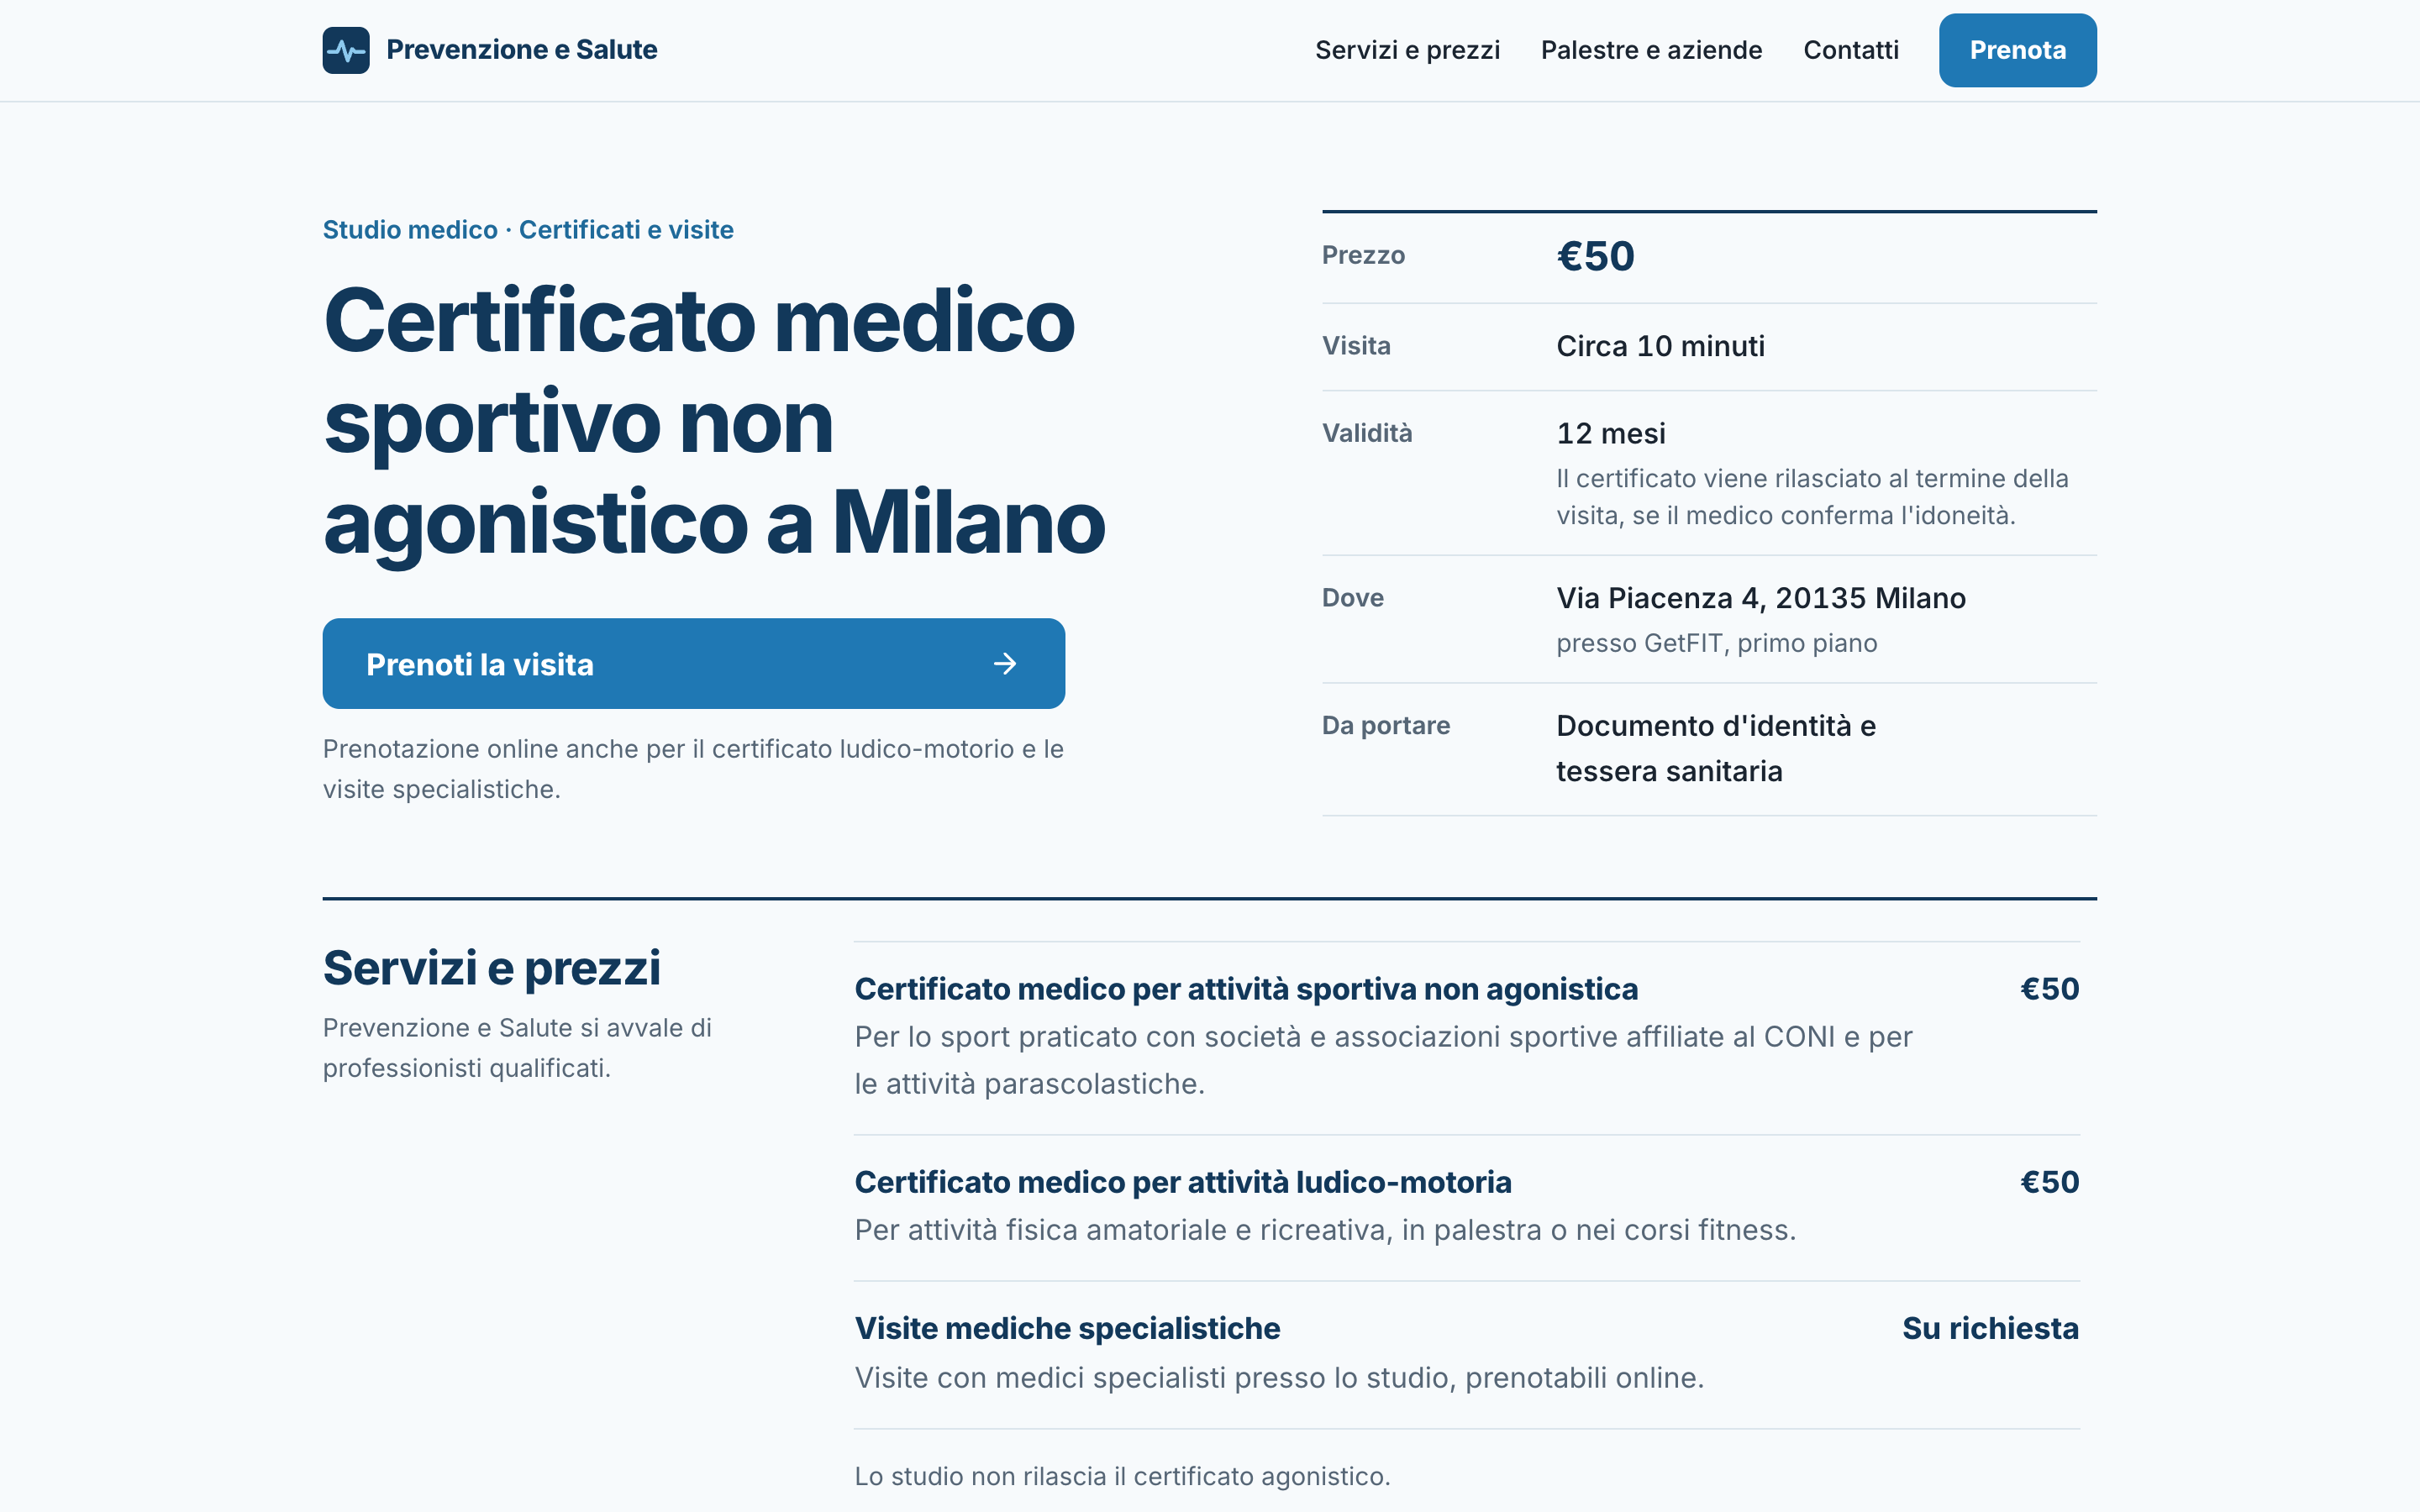 Prevenzione e Salute
Servizi e prezzi
Palestre e aziende
Contatti
Prenota
Studio medico · Certificati e visite
Certificato medico
sportivo non
agonistico a Milano
Prenoti la visita
Prenotazione online anche per il certificato ludico-motorio e le
visite specialistiche.
Prezzo
€50
Visita
Circa 10 minuti
Validità
12 mesi
Il certificato viene rilasciato al termine della
visita, se il medico conferma l'idoneità.
Dove
Via Piacenza 4, 20135 Milano
presso GetFIT, primo piano
Da portare
Documento d'identità e
tessera sanitaria
Servizi e prezzi
Prevenzione e Salute si avvale di
professionisti qualificati.
Certificato medico per attività sportiva non agonistica
€50
Per lo sport praticato con società e associazioni sportive affiliate al CONI e per
le attività parascolastiche.
Certificato medico per attività ludico-motoria
€50
Per attività fisica amatoriale e ricreativa, in palestra o nei corsi fitness.
Visite mediche specialistiche
Su richiesta
Visite con medici specialisti presso lo studio, prenotabili online.
Lo studio non rilascia il certificato agonistico.